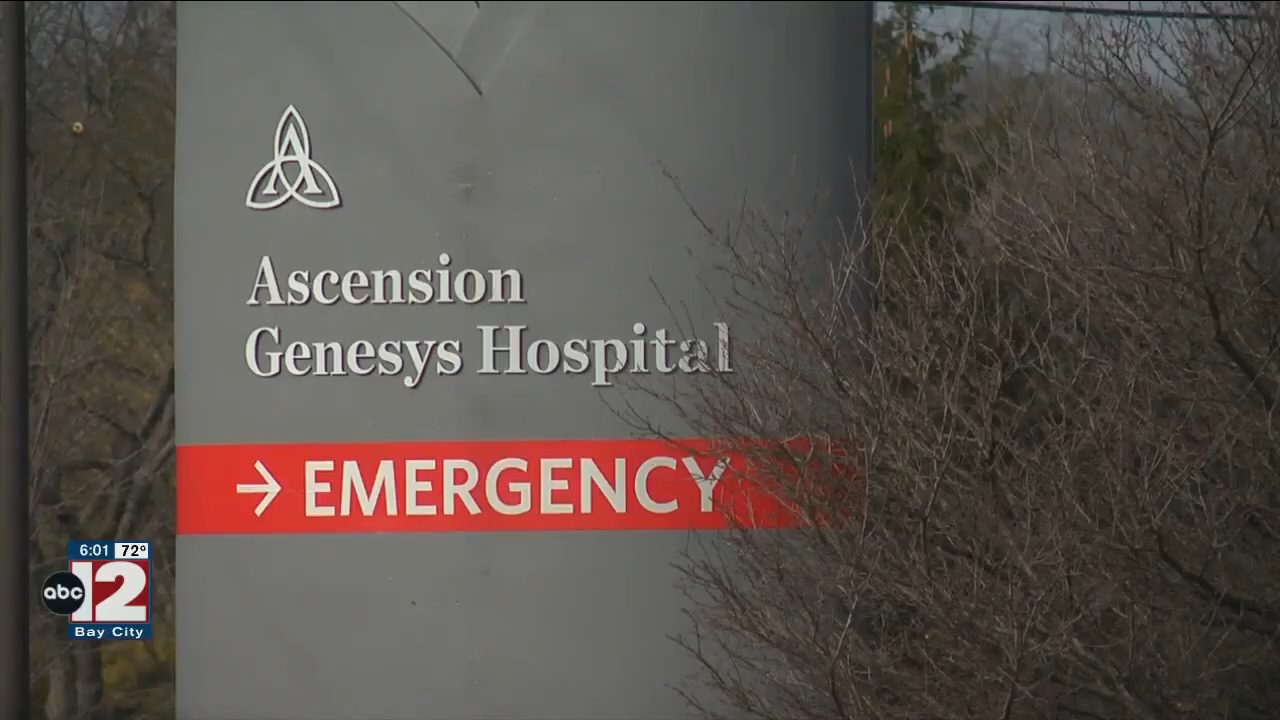 Ascension
Genesys Hospital
→ EMERGENCY
6:01 72°
abc 12
Bay City